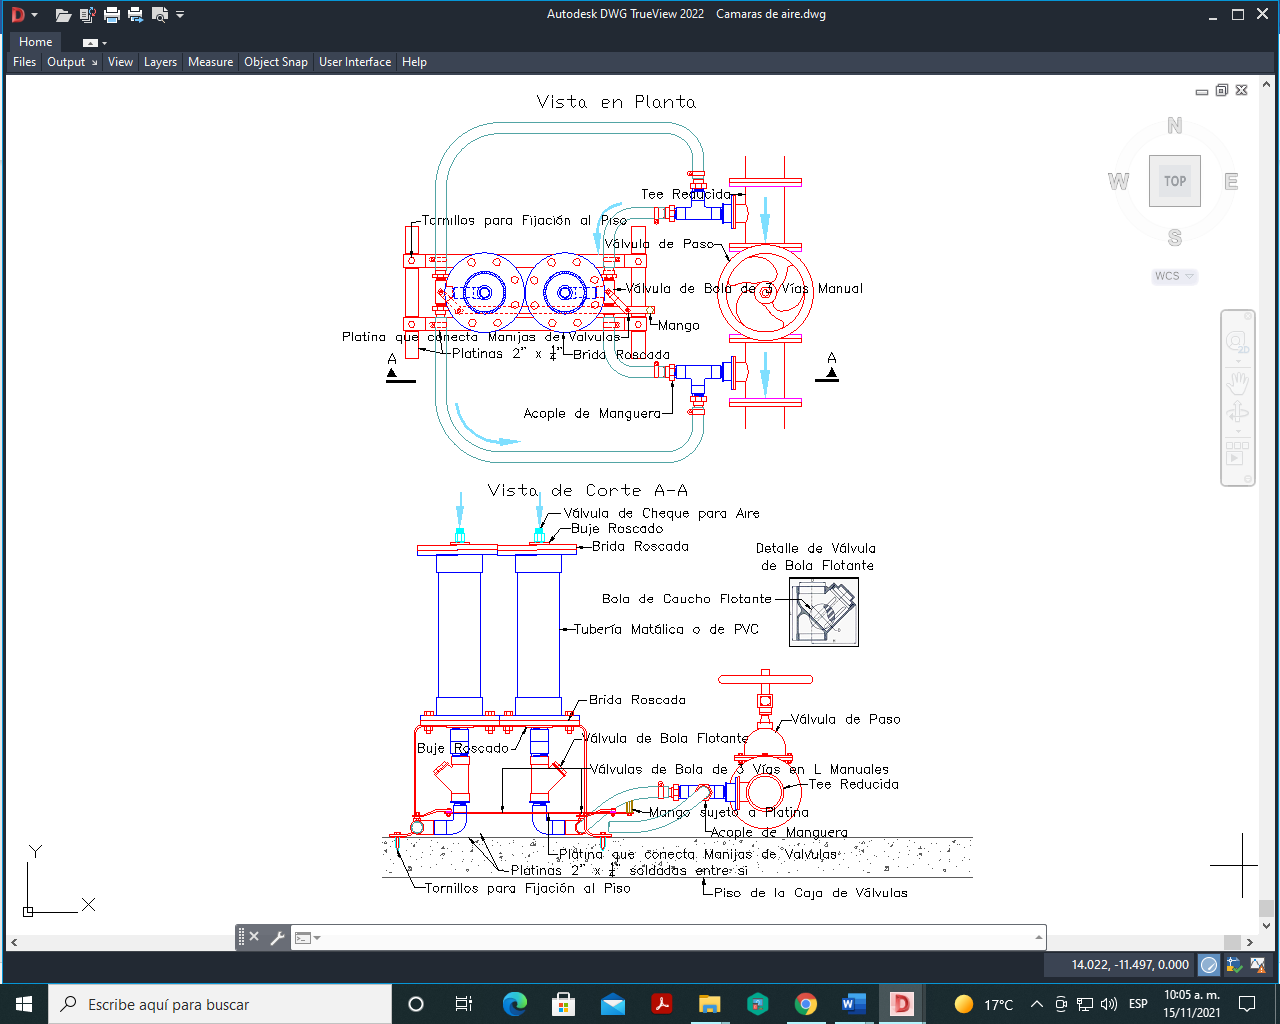 Autodesk DWG TrueView 2022    Camaras de aire.dwg
Home
Files Output View Layers Measure Object Snap User Interface Help
Vista en Planta
N
W TOP E
S
WCS
2D
Tee Reducida
Tornillos para Fijación al Piso
Válvula de Paso
Válvula de Bola de 3 Vías Manual
Mango
Platina que conecta Manijas de Valvulas
Platinas 2" x ¼"
Brida Roscada
A
A
Acople de Manguera
Vista de Corte A-A
Válvula de Cheque para Aire
Buje Roscado
Brida Roscada
Detalle de Válvula
de Bola Flotante
Bola de Caucho Flotante
Tubería Matálica o de PVC
Brida Roscada
Válvula de Paso
Válvula de Bola Flotante
Buje Roscado
Válvulas de Bola de 3 Vías en L Manuales
Tee Reducida
Mango sujeto a Platina
Acople de Manguera
Platina que conecta Manijas de Valvulas
Platinas 2" x ¼" soldadas entre si
Tornillos para Fijación al Piso
Piso de la Caja de Válvulas
Y
X
14.022, -11.497, 0.000
Escribe aquí para buscar
17°C
ESP
10:05 a. m.
15/11/2021